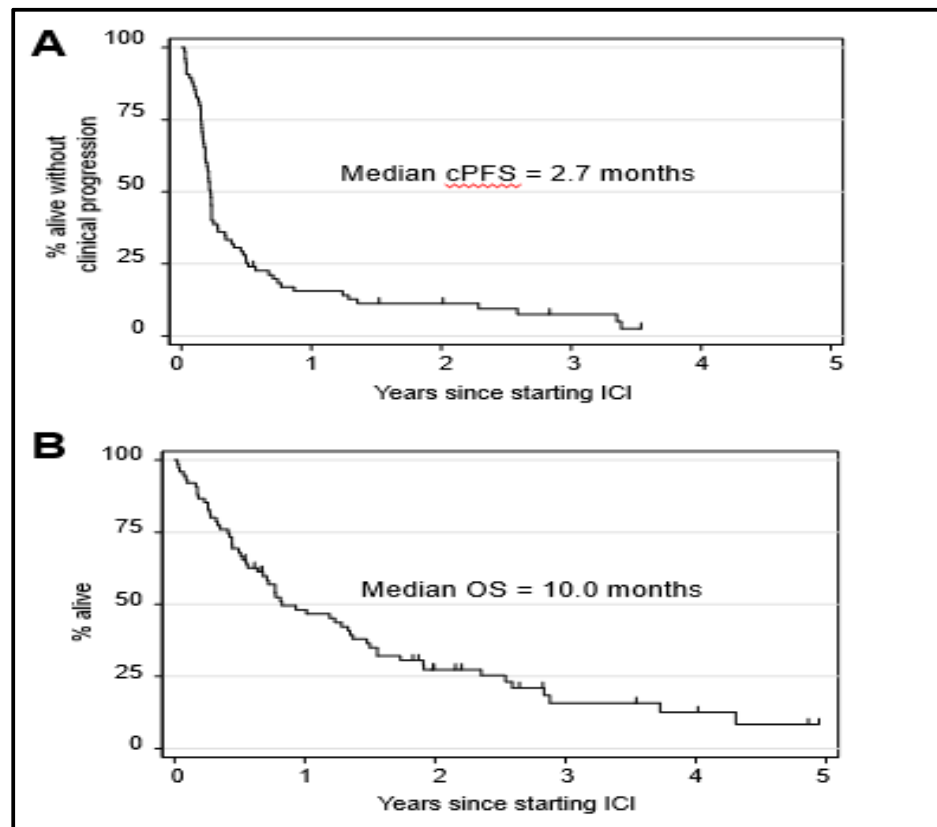 A
% alive without
clinical progression
100
75
50
25
0
Median cPFS = 2.7 months
0 1 2 3 4 5
Years since starting ICI
B
% alive
100
75
50
25
0
Median OS = 10.0 months
0 1 2 3 4 5
Years since starting ICI